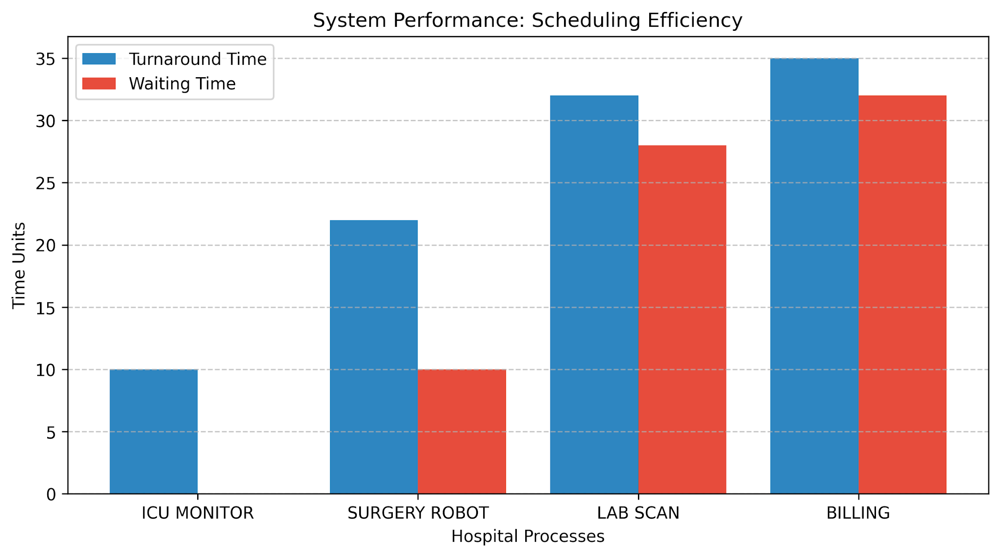 System Performance: Scheduling Efficiency
Turnaround Time
Waiting Time
35
30
25
20
15
10
5
0
Time Units
ICU MONITOR
SURGERY ROBOT
LAB SCAN
BILLING
Hospital Processes